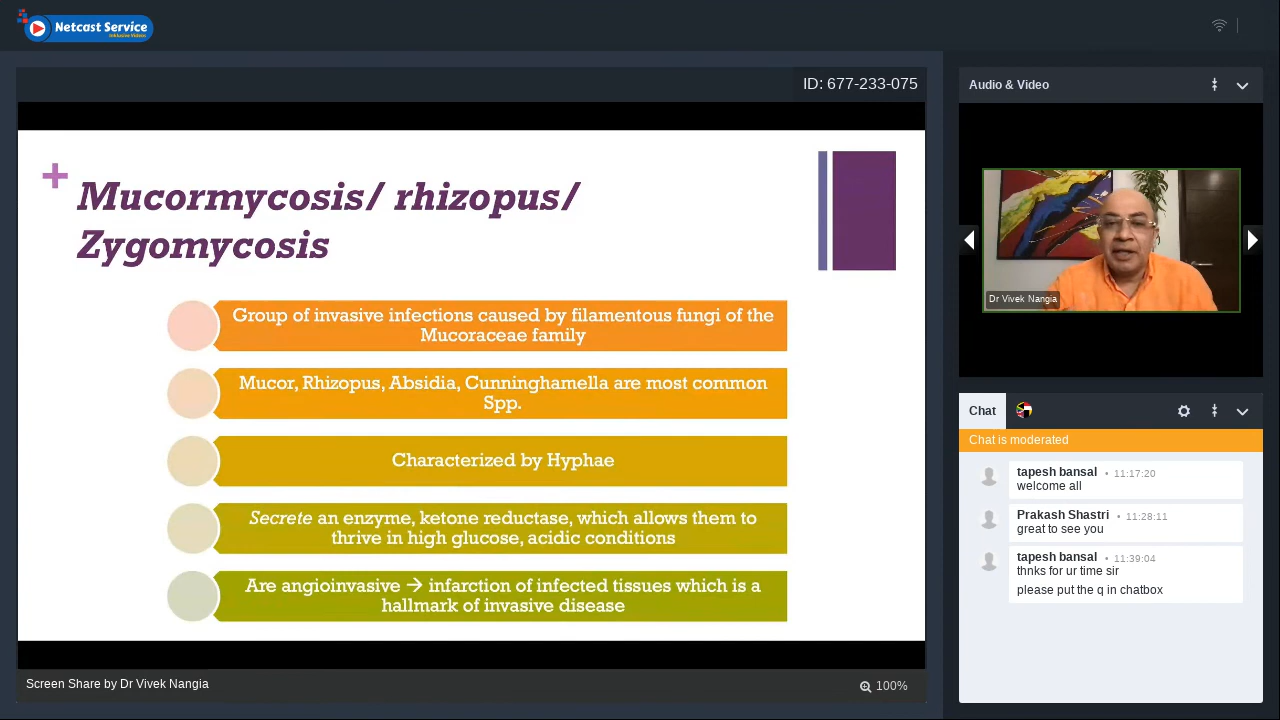 Netcast Service
ID: 677-233-075
Mucormycosis/ rhizopus/
Zygomycosis
Group of invasive infections caused by filamentous fungi of the
Mucoraceae family
Mucor, Rhizopus, Absidia, Cunninghamella are most common
Spp.
Characterized by Hyphae
Secrete an enzyme, ketone reductase, which allows them to
thrive in high glucose, acidic conditions
Are angioinvasive → infarction of infected tissues which is a
hallmark of invasive disease
Screen Share by Dr Vivek Nangia
100%
Audio & Video
Dr Vivek Nangia
Chat
Chat is moderated
tapesh bansal • 11:17:20
welcome all
Prakash Shastri • 11:28:11
great to see you
tapesh bansal • 11:39:04
thnks for ur time sir
please put the q in chatbox